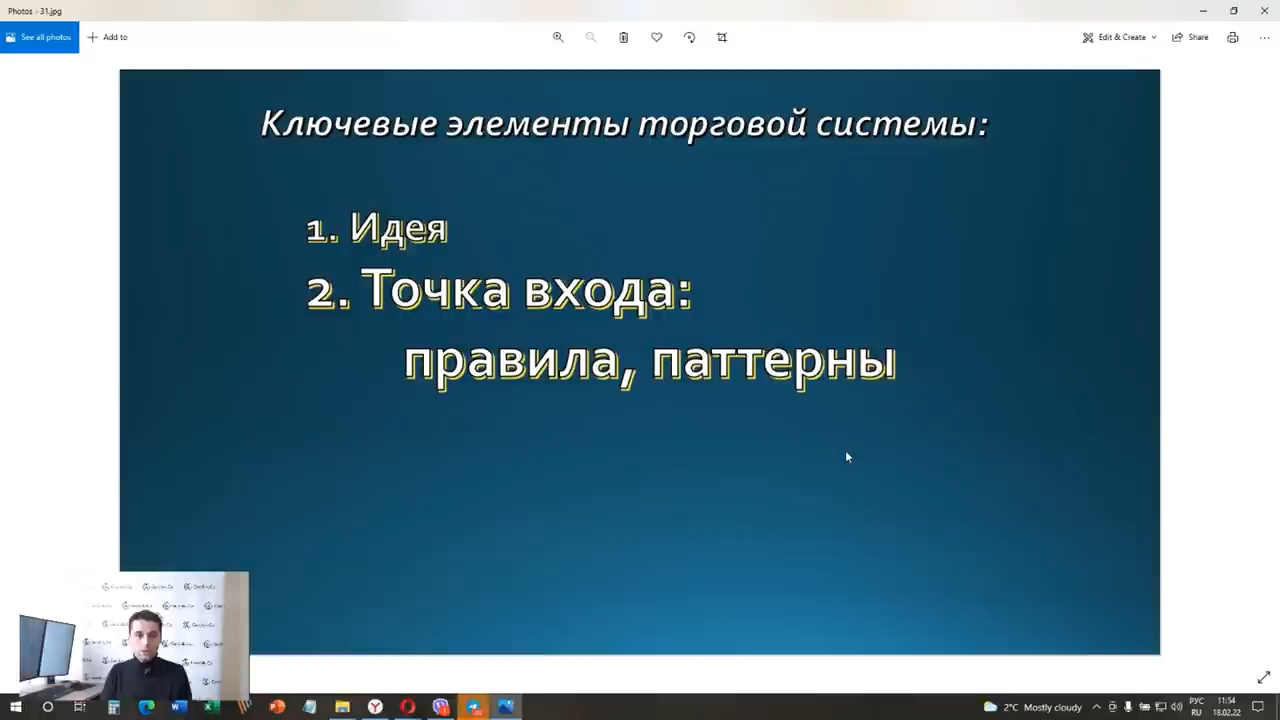 Photos - 31.jpg
See all photos
Add to
Edit & Create
Share
Ключевые элементы торговой системы:
1. Идея
2. Точка входа:
правила, паттерны
2°C Mostly cloudy
РУС
RU
11:54
18.02.22